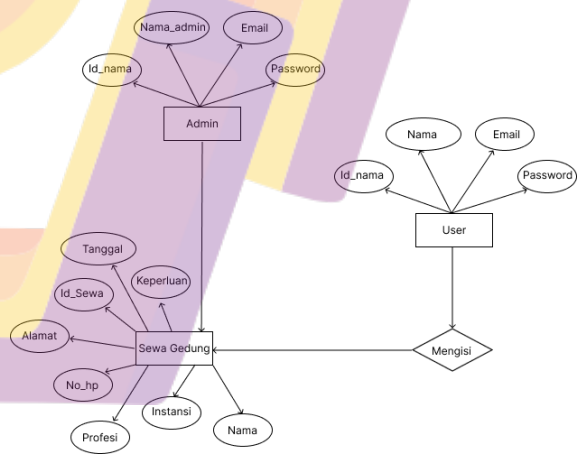 Nama_admin
Email
Id_nama
Password
Admin
Nama
Email
Id_nama
Password
User
Tanggal
Keperluan
Id_Sewa
Alamat
Sewa Gedung
Mengisi
No_hp
Instansi
Nama
Profesi